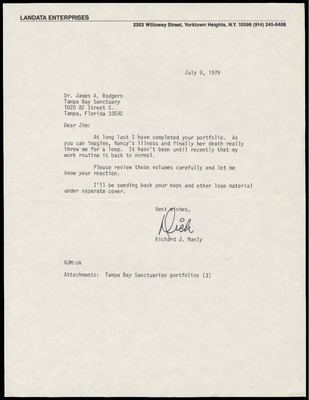 LANDATA ENTERPRISES
2303 Willoway Street, Yorktown Heights, N.Y. 10598 (914) 245-8406
July 9, 1979
Dr. James A. Rodgers
Tampa Bay Sanctuary
1020 82 Street S.
Tampa, Florida 33592
Dear Jim:
At long last I have completed your portfolio. As
you can imagine, Nancy's illness and finally her death really
threw me for a loop. It hasn't been until recently that my
work routine is back to normal.
Please review these volumes carefully and let me
know your reaction.
I'll be sending back your maps and other loan material
under separate cover.
Best wishes,
Dick
Richard J. Manly
RJM:ok
Attachments: Tampa Bay Sanctuaries portfolios (3)